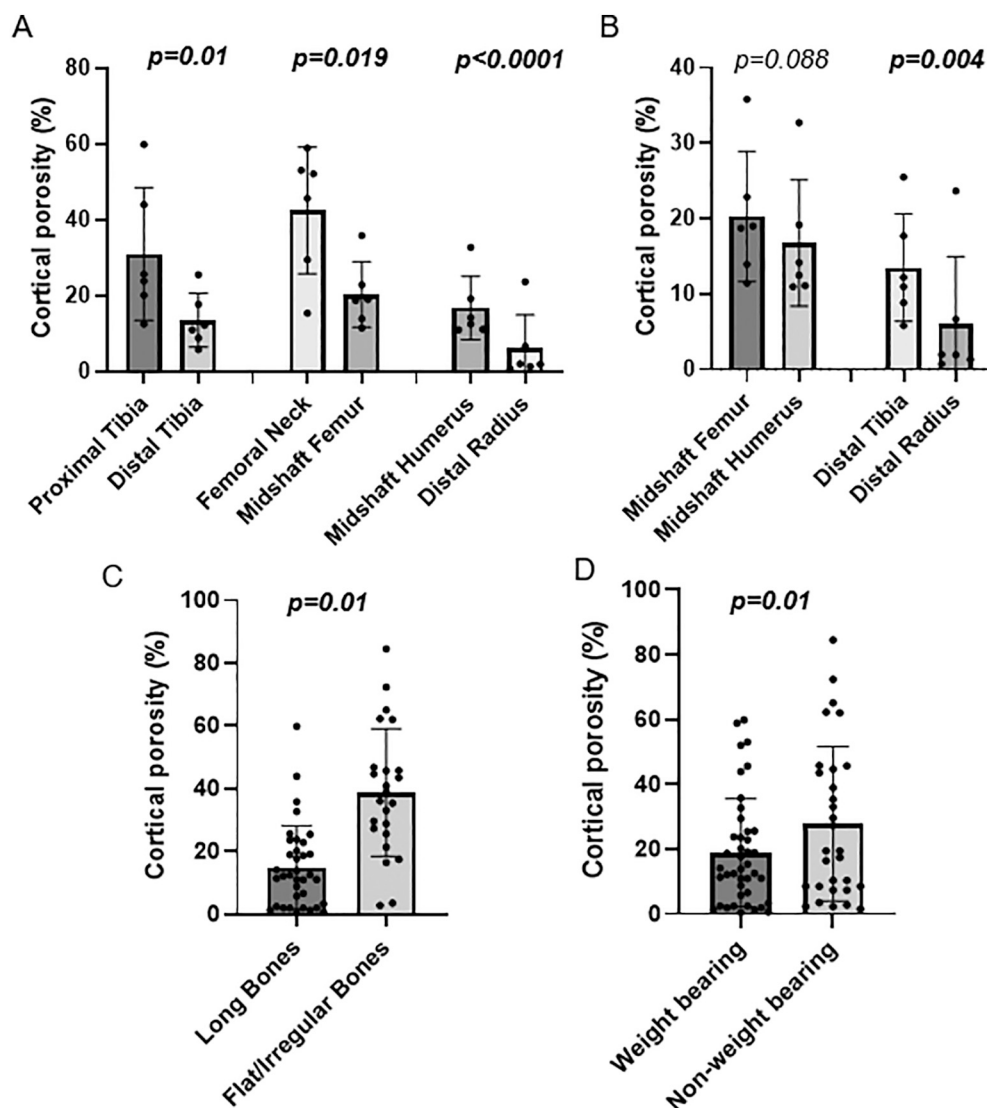 A
p=0.01
p=0.019
p<0.0001
Cortical porosity (%)
80
60
40
20
0
Proximal Tibia
Distal Tibia
Femoral Neck
Midshaft Femur
Midshaft Humerus
Distal Radius
B
p=0.088
p=0.004
Cortical porosity (%)
40
30
20
10
0
Midshaft Femur
Midshaft Humerus
Distal Tibia
Distal Radius
C
p=0.01
Cortical porosity (%)
100
80
60
40
20
0
Long Bones
Flat/Irregular Bones
D
p=0.01
Cortical porosity (%)
100
80
60
40
20
0
Weight bearing
Non-weight bearing